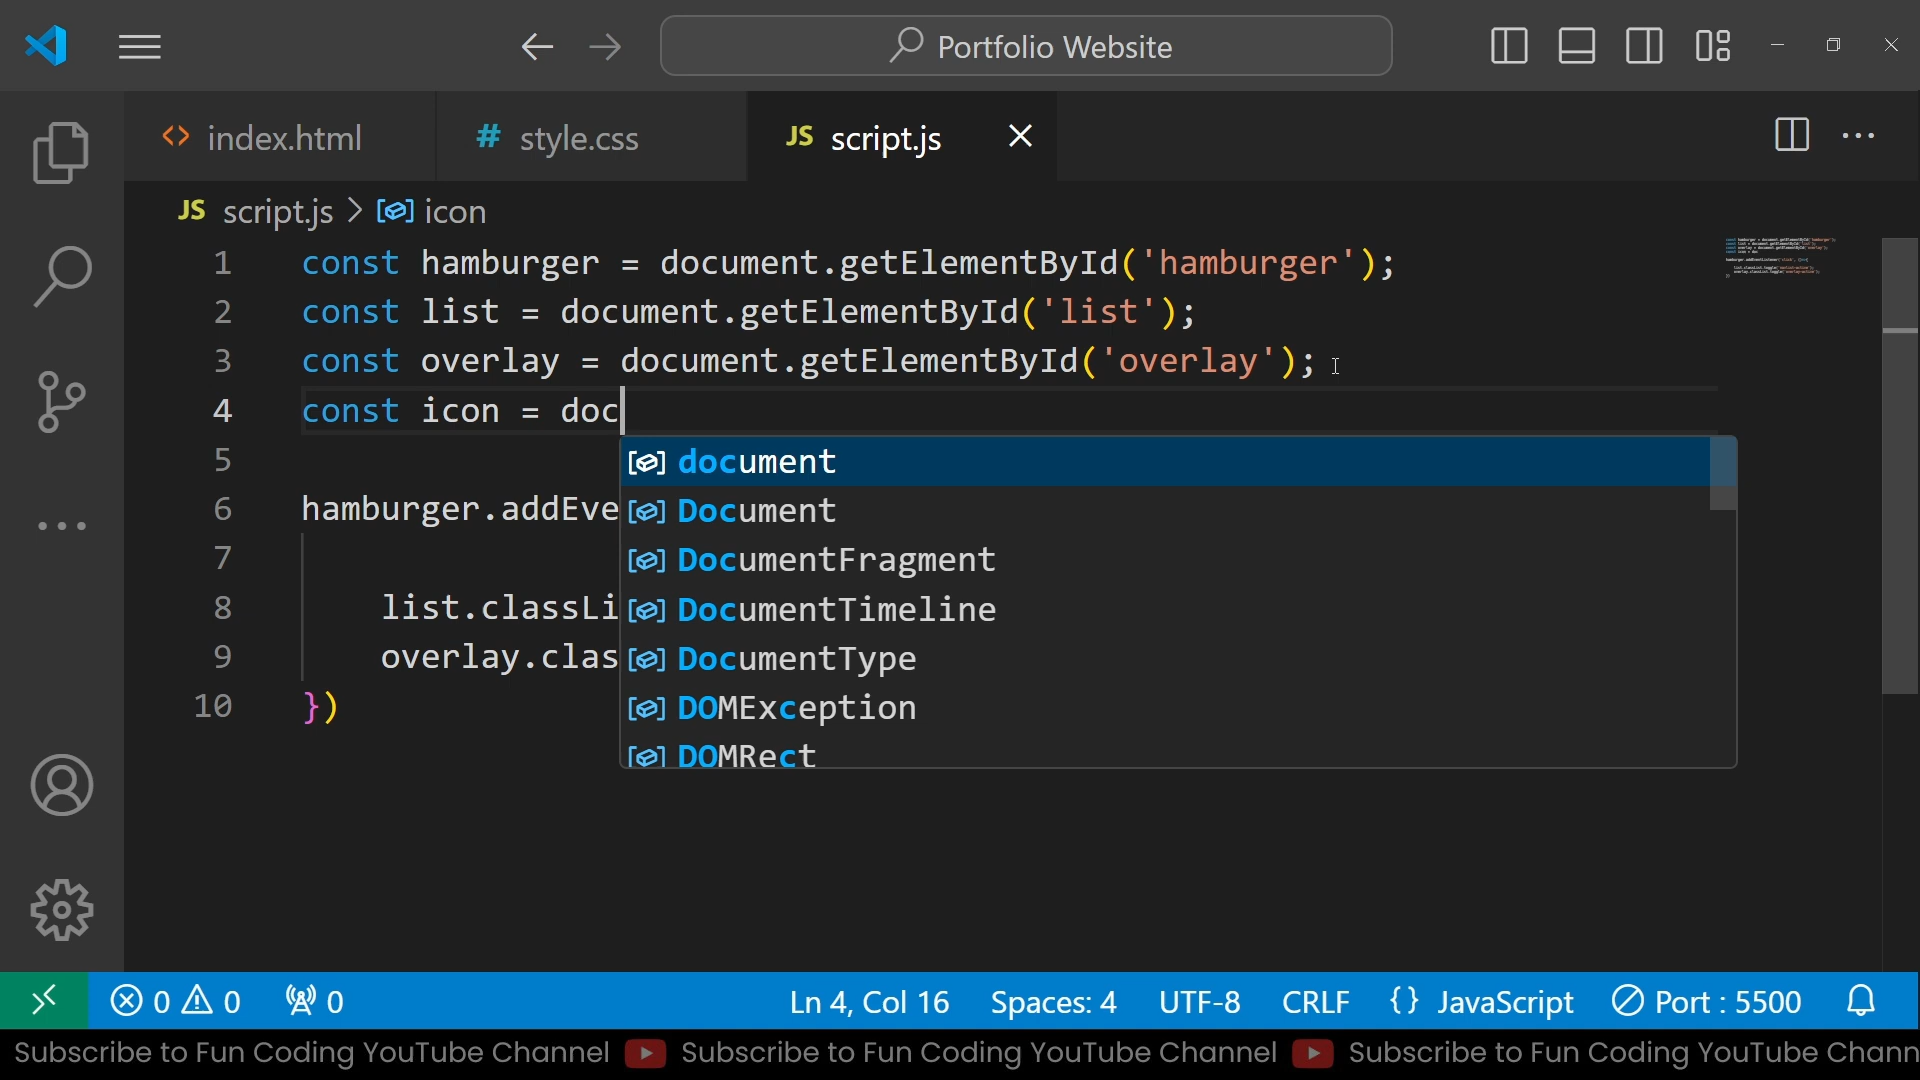 Portfolio Website
index.html
style.css
JS script.js
JS script.js > icon
1 const hamburger = document.getElementById('hamburger');
2 const list = document.getElementById('list');
3 const overlay = document.getElementById('overlay');
4 const icon = doc
5
6 hamburger.addEve
7
8 list.classLi
9 overlay.clas
10 })
document
Document
DocumentFragment
DocumentTimeline
DocumentType
DOMException
DOMRect
0 0 0 Ln 4, Col 16 Spaces: 4 UTF-8 CRLF {} JavaScript Port : 5500
Subscribe to Fun Coding YouTube Channel Subscribe to Fun Coding YouTube Channel Subscribe to Fun Coding YouTube Chann